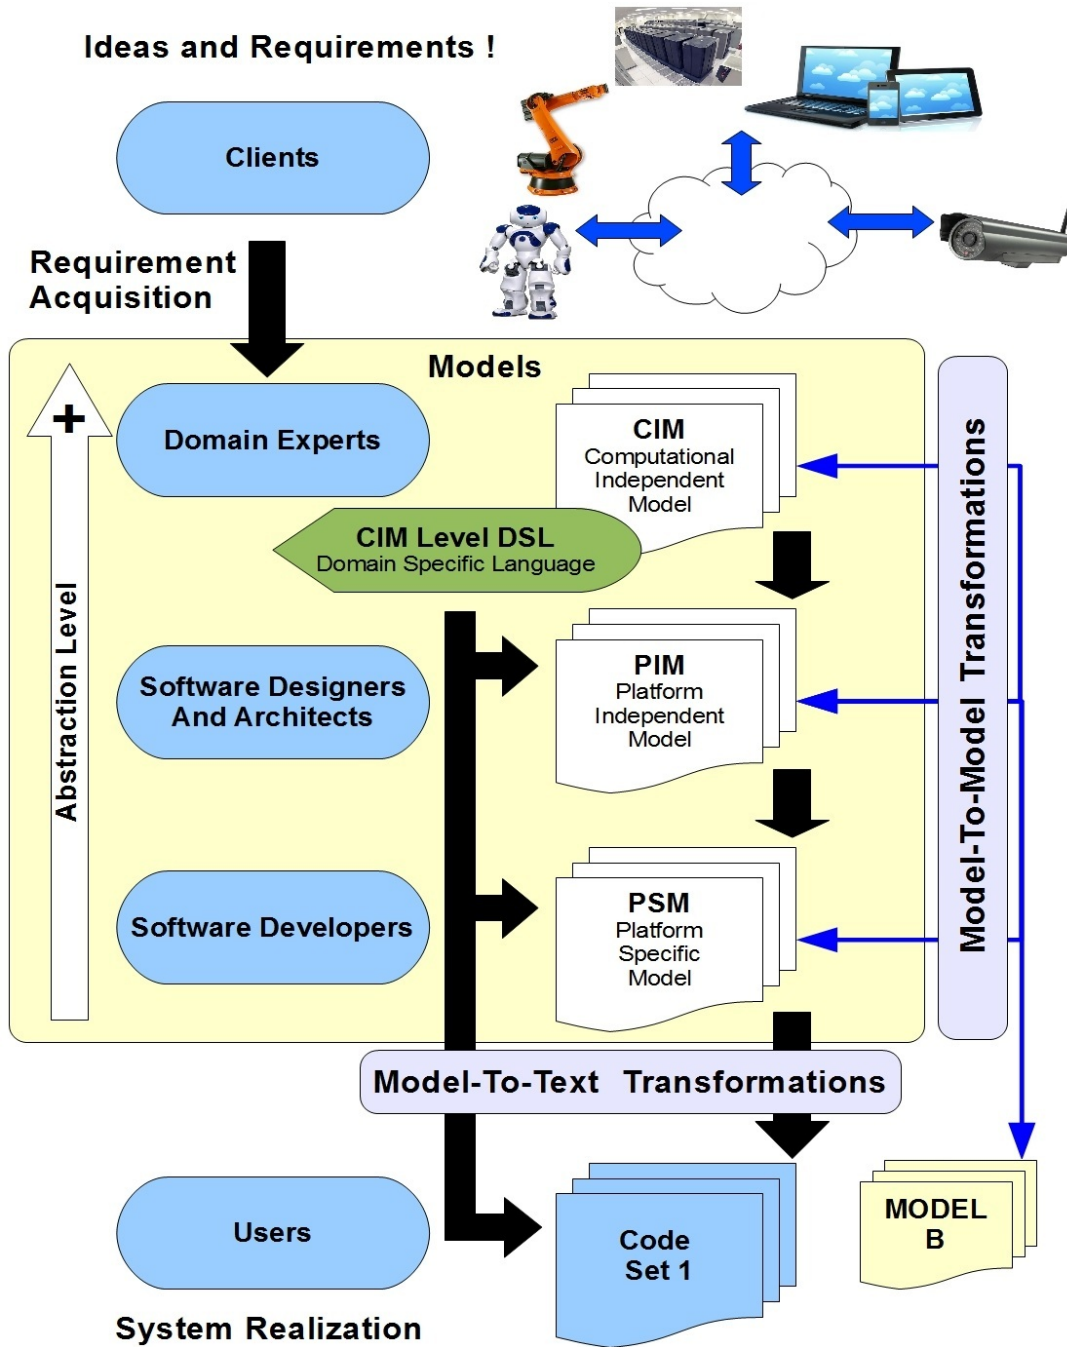 Ideas and Requirements !
Clients
Requirement
Acquisition
Models
+
Domain Experts
CIM
Computational
Independent
Model
CIM Level DSL
Domain Specific Language
Abstraction Level
Software Designers
And Architects
PIM
Platform
Independent
Model
Model-To-Model Transformations
Software Developers
PSM
Platform
Specific
Model
Model-To-Text Transformations
Users
Code
Set 1
MODEL
B
System Realization